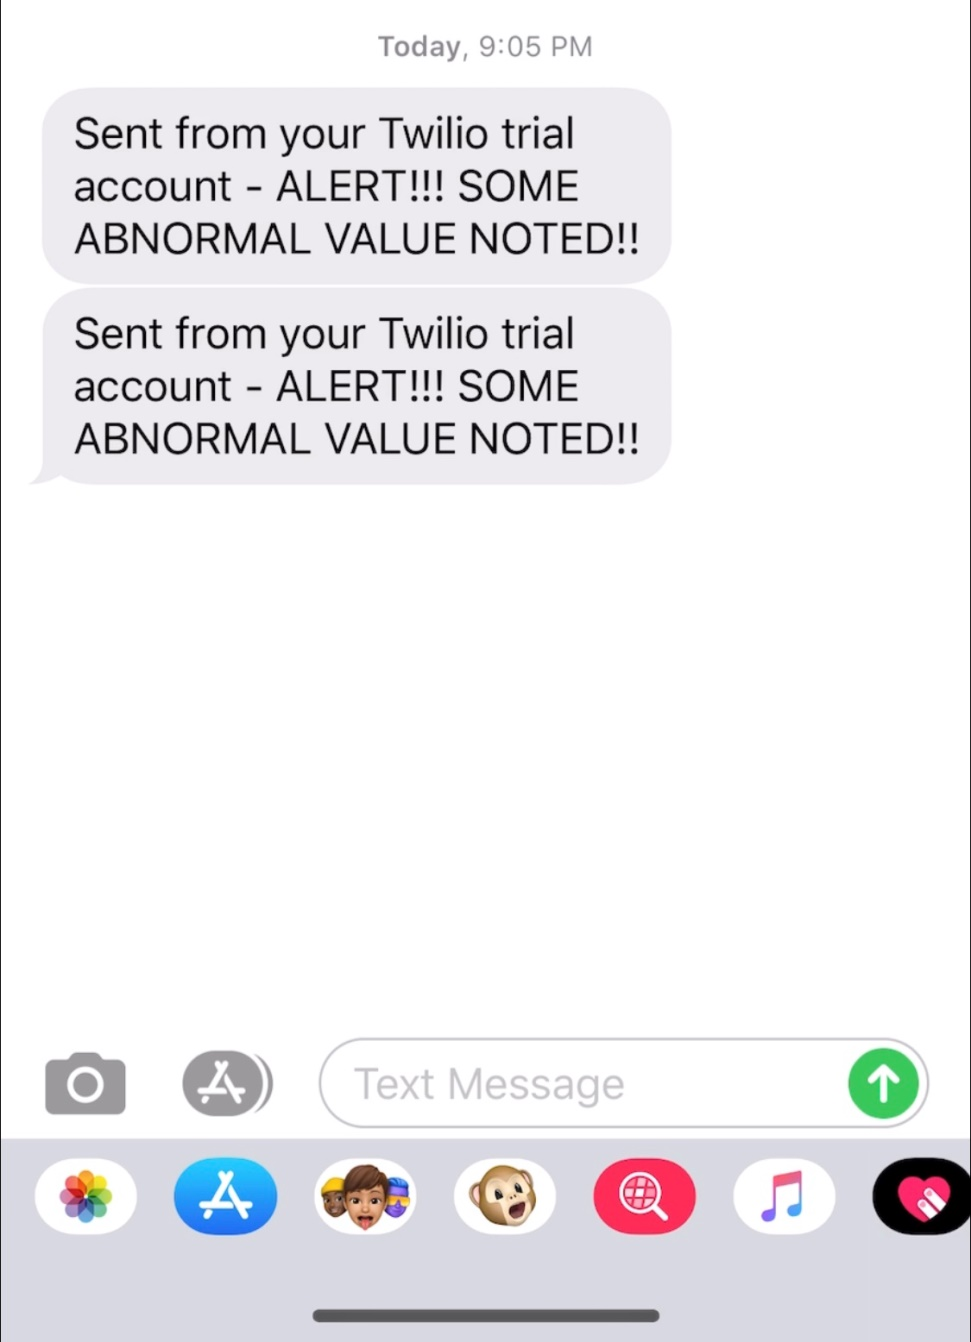 Today, 9:05 PM
Sent from your Twilio trial
account - ALERT!!! SOME
ABNORMAL VALUE NOTED!!
Sent from your Twilio trial
account - ALERT!!! SOME
ABNORMAL VALUE NOTED!!
Text Message